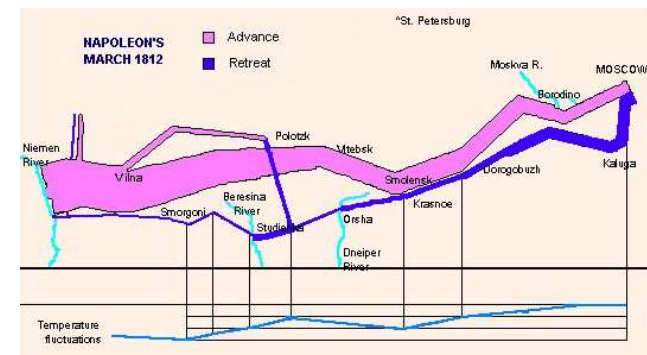 °St. Petersburg
NAPOLEON'S
MARCH 1812
Advance
Retreat
Moskva R.
MOSCOW
Borodino
Polotzk
Niemen
River
Vilna
Vitebsk
Smolensk
Dorogobuzh
Kaluga
Beresina
River
Smorgoni
Studienka
Orsha
Krasnoe
Dneiper
River
Temperature
fluctuations